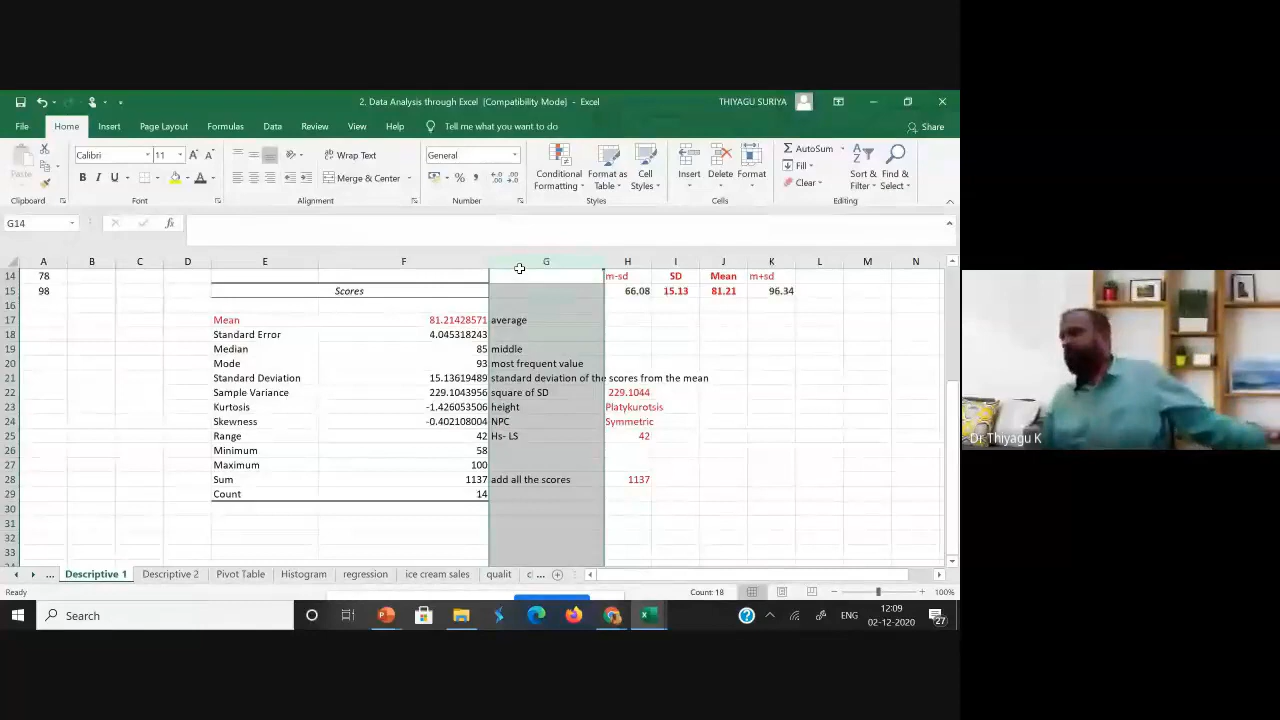 2. Data Analysis through Excel [Compatibility Mode] - Excel THIYAGU SURIYA
File Home Insert Page Layout Formulas Data Review View Help Tell me what you want to do Share
Paste Calibri 11 A A Wrap Text General Conditional Formatting Format as Table Cell Styles Insert Delete Format AutoSum Sort & Filter Find & Select
B I U A Merge & Center % Fill Clear
Clipboard Font Alignment Number Styles Cells Editing
G14 fx
A B C D E F G H I J K L M N
14 78 m-sd SD Mean m+sd
15 98 Scores 66.08 15.13 81.21 96.34
16
17 Mean 81.21428571 average
18 Standard Error 4.045318243
19 Median 85 middle
20 Mode 93 most frequent value
21 Standard Deviation 15.13619489 standard deviation of the scores from the mean
22 Sample Variance 229.1043956 square of SD 229.1044
23 Kurtosis -1.426053506 height Platykurotsis
24 Skewness -0.402108004 NPC Symmetric
25 Range 42 Hs- LS 42
26 Minimum 58
27 Maximum 100
28 Sum 1137 add all the scores 1137
29 Count 14
30
31
32
33
... Descriptive 1 Descriptive 2 Pivot Table Histogram regression ice cream sales qualit ...
Ready Count: 18 100%
Search ENG 12:09
02-12-2020 27
Dr Thiyagu K